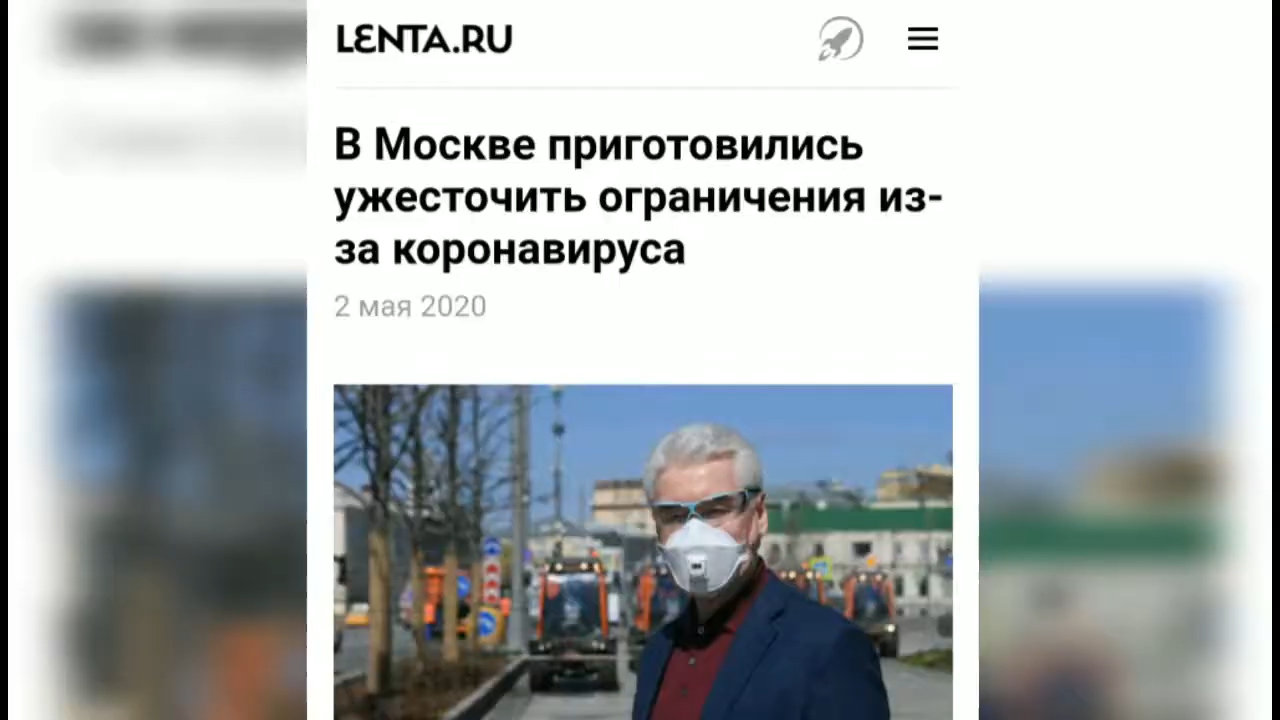 LENTA.RU
В Москве приготовились
ужесточить ограничения из-
за коронавируса
2 мая 2020